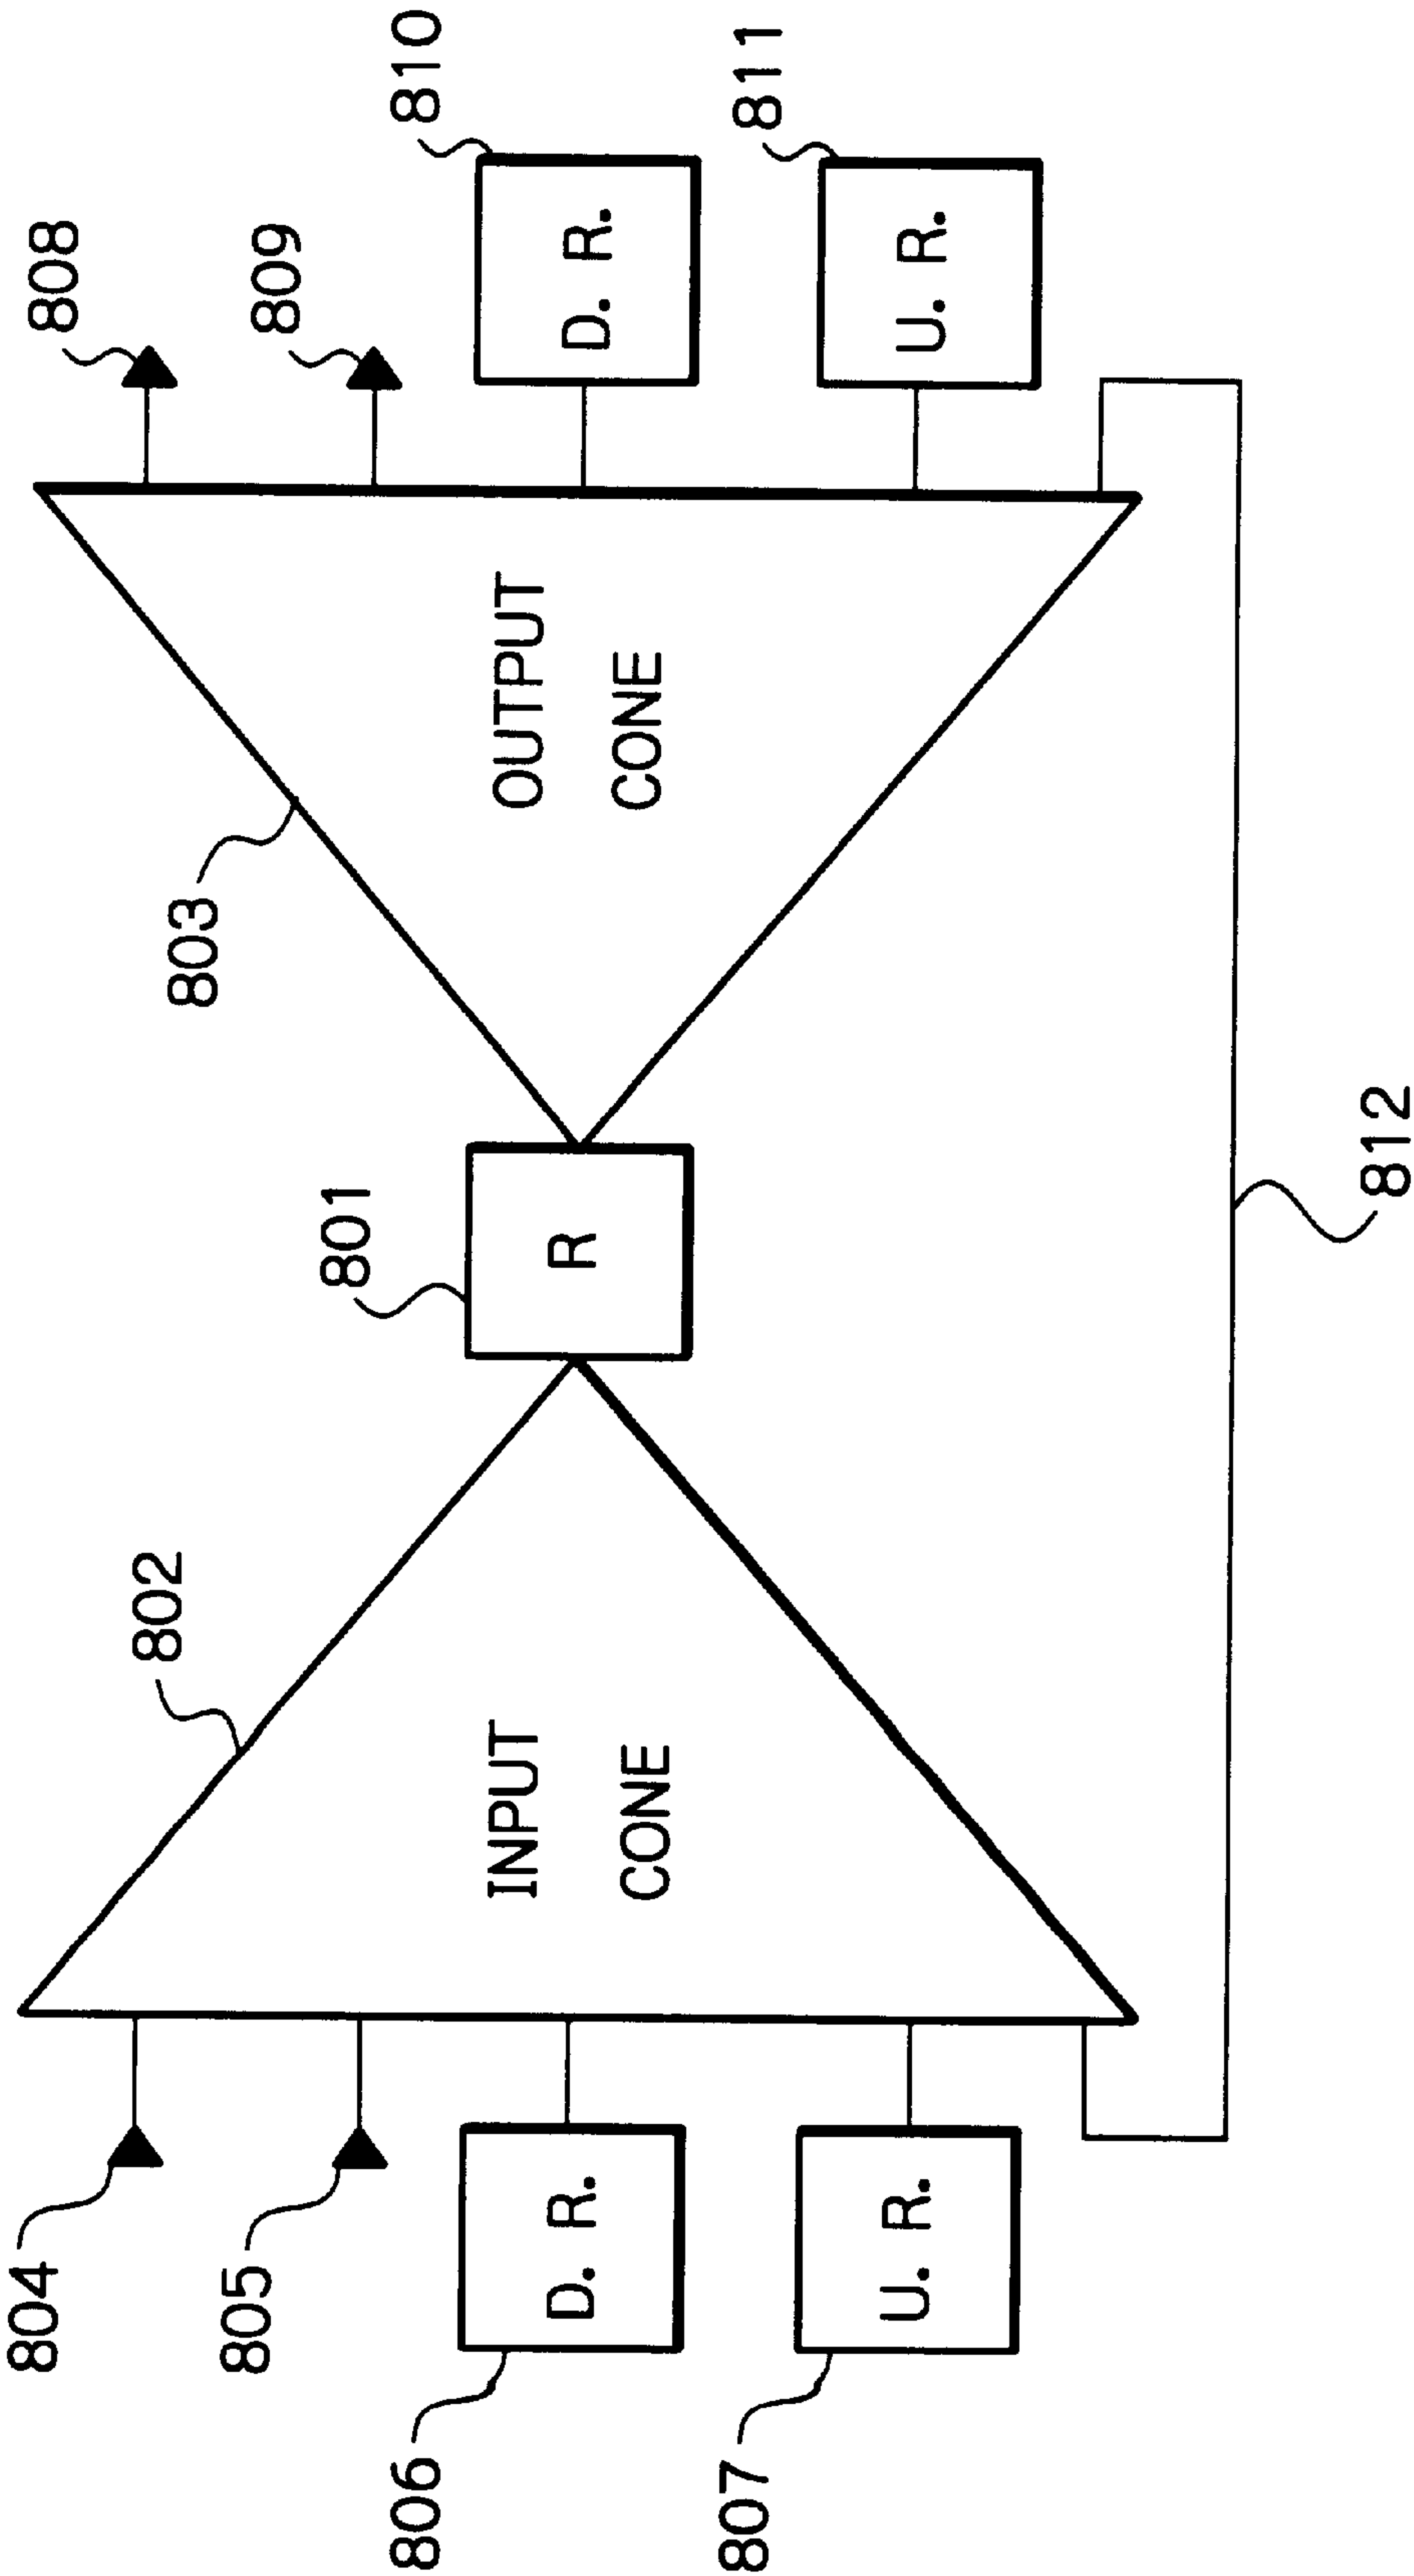 804
805
D. R.
806
U. R.
807
802
INPUT
CONE
801
R
803
OUTPUT
CONE
808
809
D. R.
810
U. R.
811
812